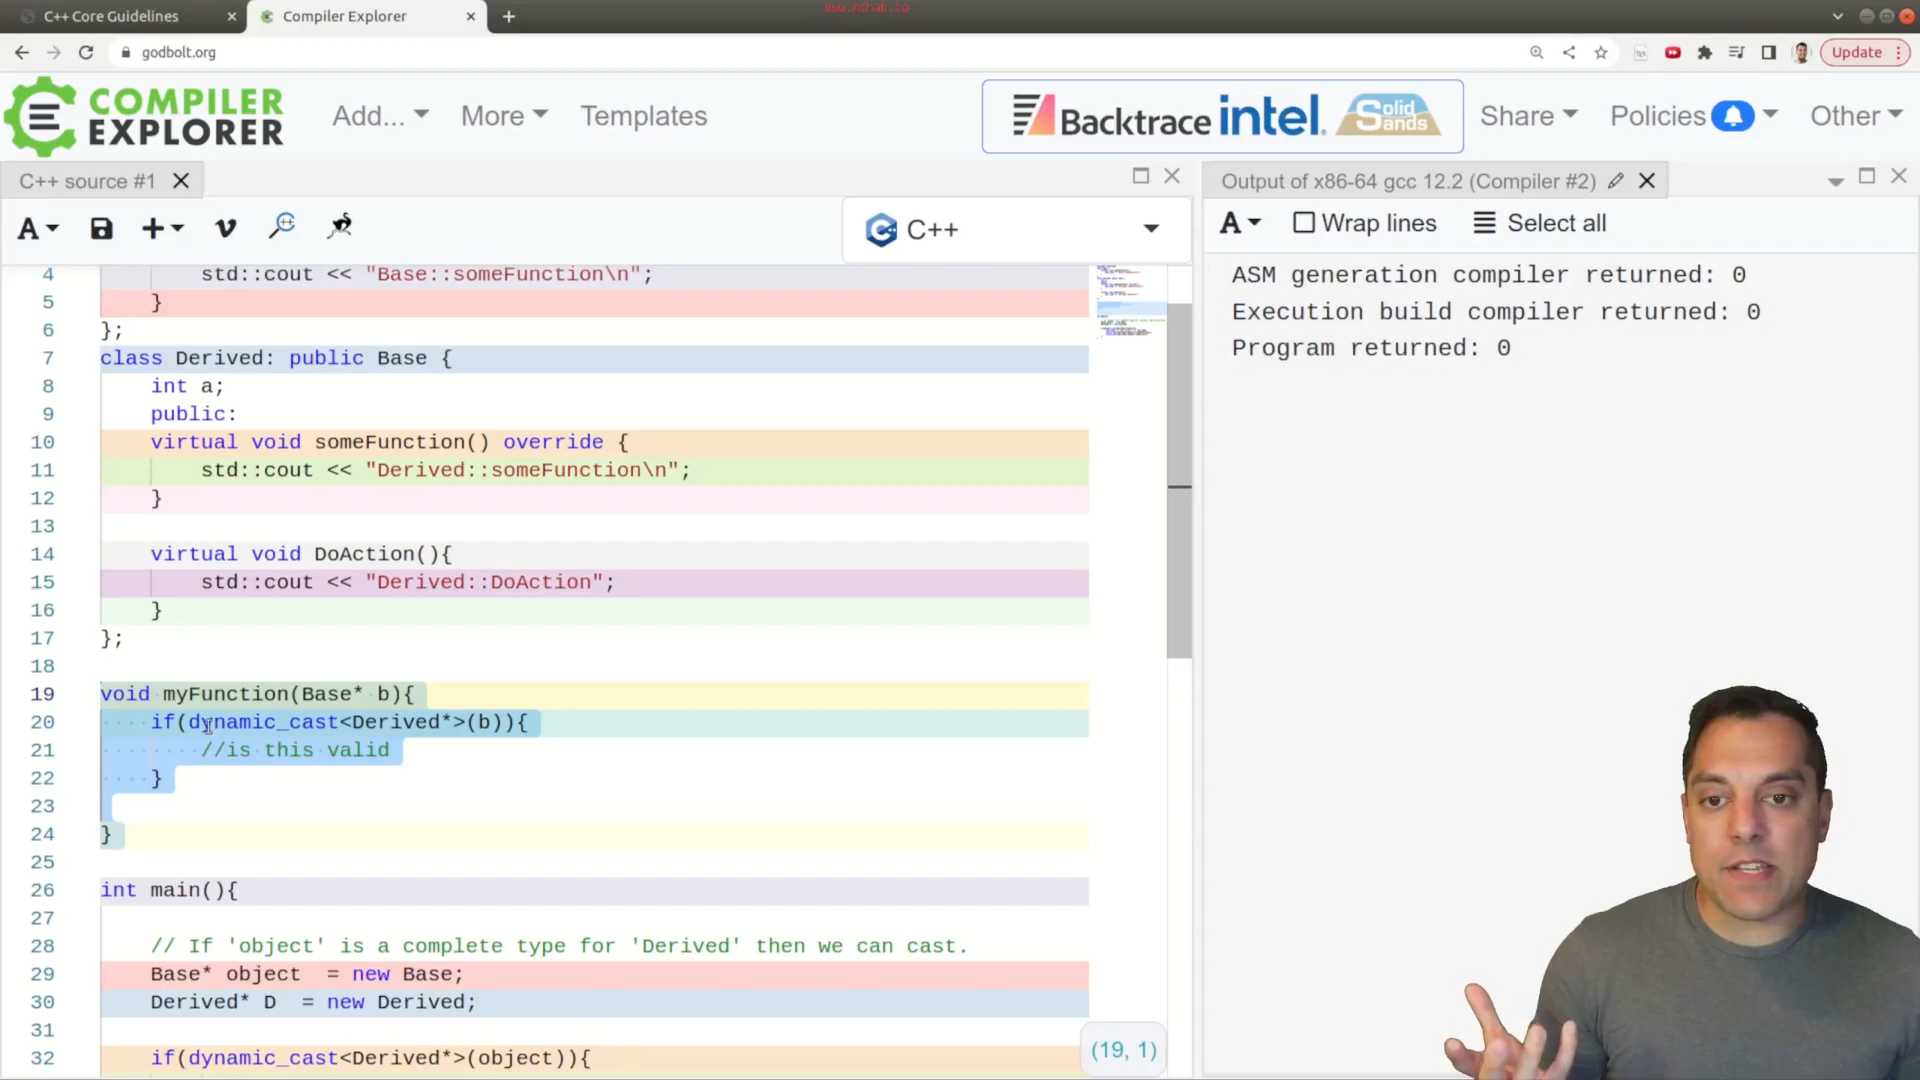 C++ Core Guidelines
Compiler Explorer
www.rshab.to
godbolt.org
Update
COMPILER
EXPLORER
Add...
More
Templates
Backtrace intel. Solid Sands
Share
Policies
Other
C++ source #1
A
C++
4 std::cout << "Base::someFunction\n";
5 }
6 };
7 class Derived: public Base {
8 int a;
9 public:
10 virtual void someFunction() override {
11 std::cout << "Derived::someFunction\n";
12 }
13
14 virtual void DoAction(){
15 std::cout << "Derived::DoAction";
16 }
17 };
18
19 void myFunction(Base* b){
20 if(dynamic_cast<Derived*>(b)){
21 //is this valid
22 }
23
24 }
25
26 int main(){
27
28 // If 'object' is a complete type for 'Derived' then we can cast.
29 Base* object = new Base;
30 Derived* D = new Derived;
31
32 if(dynamic_cast<Derived*>(object)){
(19, 1)
Output of x86-64 gcc 12.2 (Compiler #2)
A
Wrap lines
Select all
ASM generation compiler returned: 0
Execution build compiler returned: 0
Program returned: 0